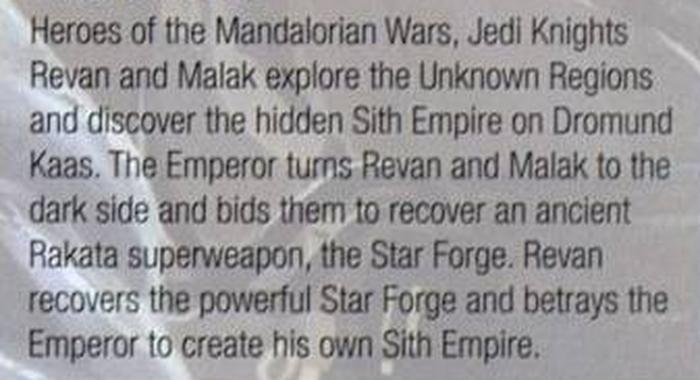 Heroes of the Mandalorian Wars, Jedi Knights
Revan and Malak explore the Unknown Regions
and discover the hidden Sith Empire on Dromund
Kaas. The Emperor turns Revan and Malak to the
dark side and bids them to recover an ancient
Rakata superweapon, the Star Forge. Revan
recovers the powerful Star Forge and betrays the
Emperor to create his own Sith Empire.